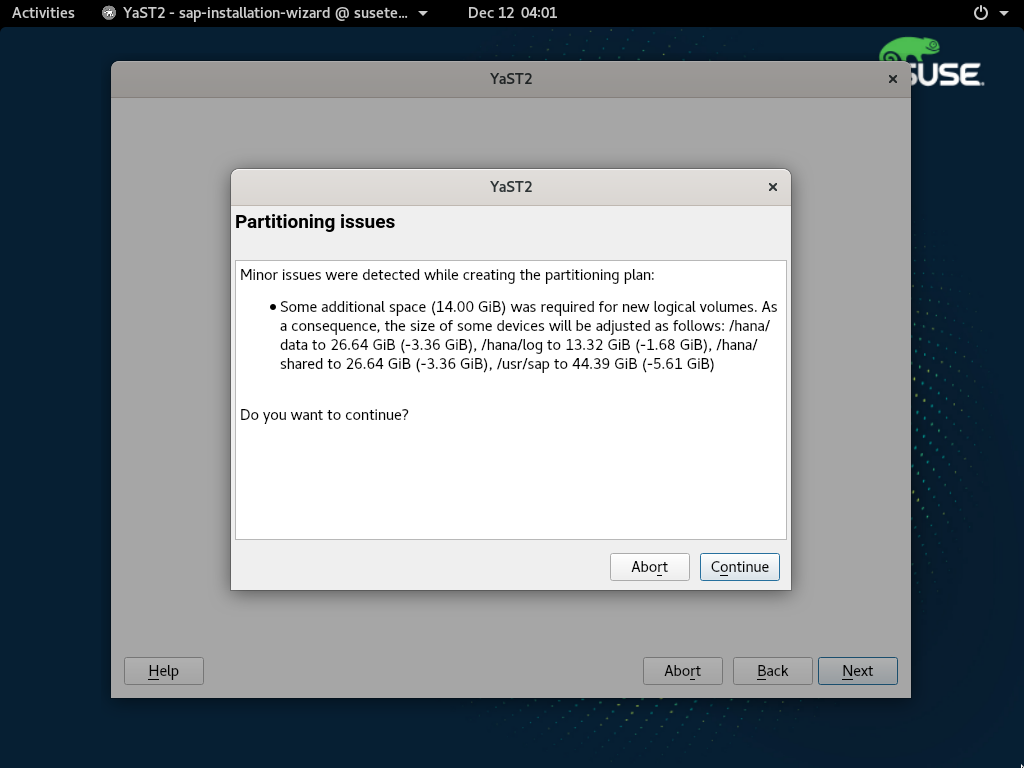 Activities YaST2 - sap-installation-wizard @ susete... Dec 12 04:01
SUSE
YaST2
YaST2
Partitioning issues
Minor issues were detected while creating the partitioning plan:
• Some additional space (14.00 GiB) was required for new logical volumes. As
a consequence, the size of some devices will be adjusted as follows: /hana/
data to 26.64 GiB (-3.36 GiB), /hana/log to 13.32 GiB (-1.68 GiB), /hana/
shared to 26.64 GiB (-3.36 GiB), /usr/sap to 44.39 GiB (-5.61 GiB)
Do you want to continue?
Abort Continue
Help Abort Back Next